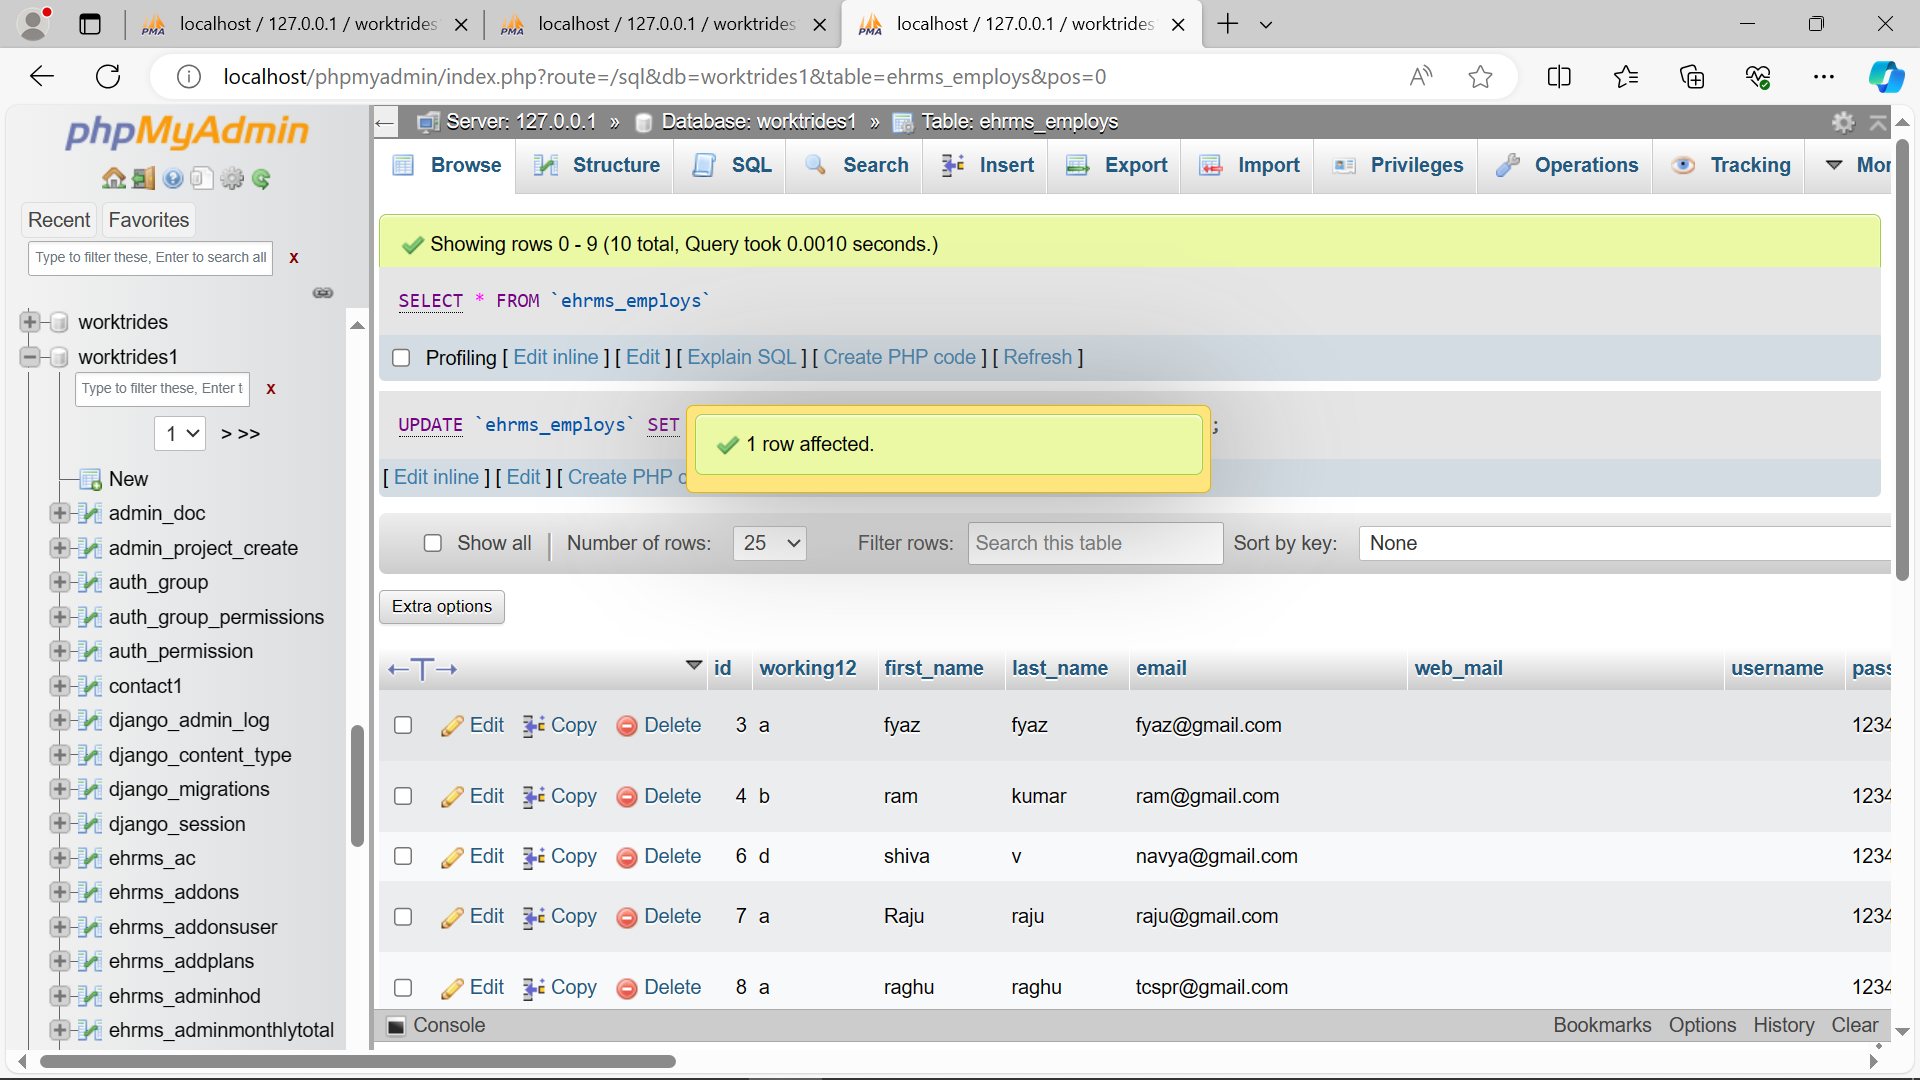 localhost / 127.0.0.1 / worktrides
localhost / 127.0.0.1 / worktrides
localhost / 127.0.0.1 / worktrides
localhost/phpmyadmin/index.php?route=/sql&db=worktrides1&table=ehrms_employs&pos=0
phpMyAdmin
Recent Favorites
Type to filter these, Enter to search all X
worktrides
worktrides1
Type to filter these, Enter t X
1 > >>
New
admin_doc
admin_project_create
auth_group
auth_group_permissions
auth_permission
contact1
django_admin_log
django_content_type
django_migrations
django_session
ehrms_ac
ehrms_addons
ehrms_addonsuser
ehrms_addplans
ehrms_adminhod
ehrms_adminmonthlytotal
Server: 127.0.0.1 » Database: worktrides1 » Table: ehrms_employs
Browse Structure SQL Search Insert Export Import Privileges Operations Tracking Mor
Showing rows 0 - 9 (10 total, Query took 0.0010 seconds.)
SELECT * FROM `ehrms_employs`
Profiling [ Edit inline ] [ Edit ] [ Explain SQL ] [ Create PHP code ] [ Refresh ]
UPDATE `ehrms_employs` SET ;
1 row affected.
[ Edit inline ] [ Edit ] [ Create PHP c
Show all Number of rows: 25 Filter rows: Search this table Sort by key: None
Extra options
←T→ id working12 first_name last_name email web_mail username pass
Edit Copy Delete 3 a fyaz fyaz fyaz@gmail.com 1234
Edit Copy Delete 4 b ram kumar ram@gmail.com 1234
Edit Copy Delete 6 d shiva v navya@gmail.com 1234
Edit Copy Delete 7 a Raju raju raju@gmail.com 1234
Edit Copy Delete 8 a raghu raghu tcspr@gmail.com 1234
Console Bookmarks Options History Clear